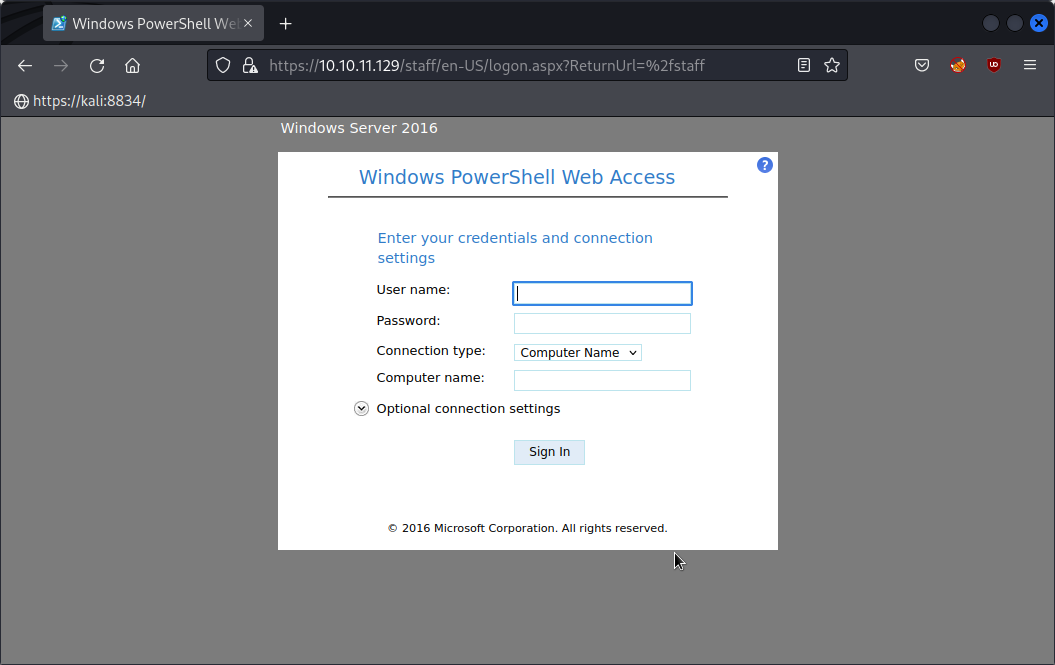 Windows PowerShell We
https://10.10.11.129/staff/en-US/logon.aspx?ReturnUrl=%2fstaff
https://kali:8834/
Windows Server 2016
Windows PowerShell Web Access
?
Enter your credentials and connection
settings
User name:
Password:
Connection type:
Computer Name
Computer name:
Optional connection settings
Sign In
© 2016 Microsoft Corporation. All rights reserved.